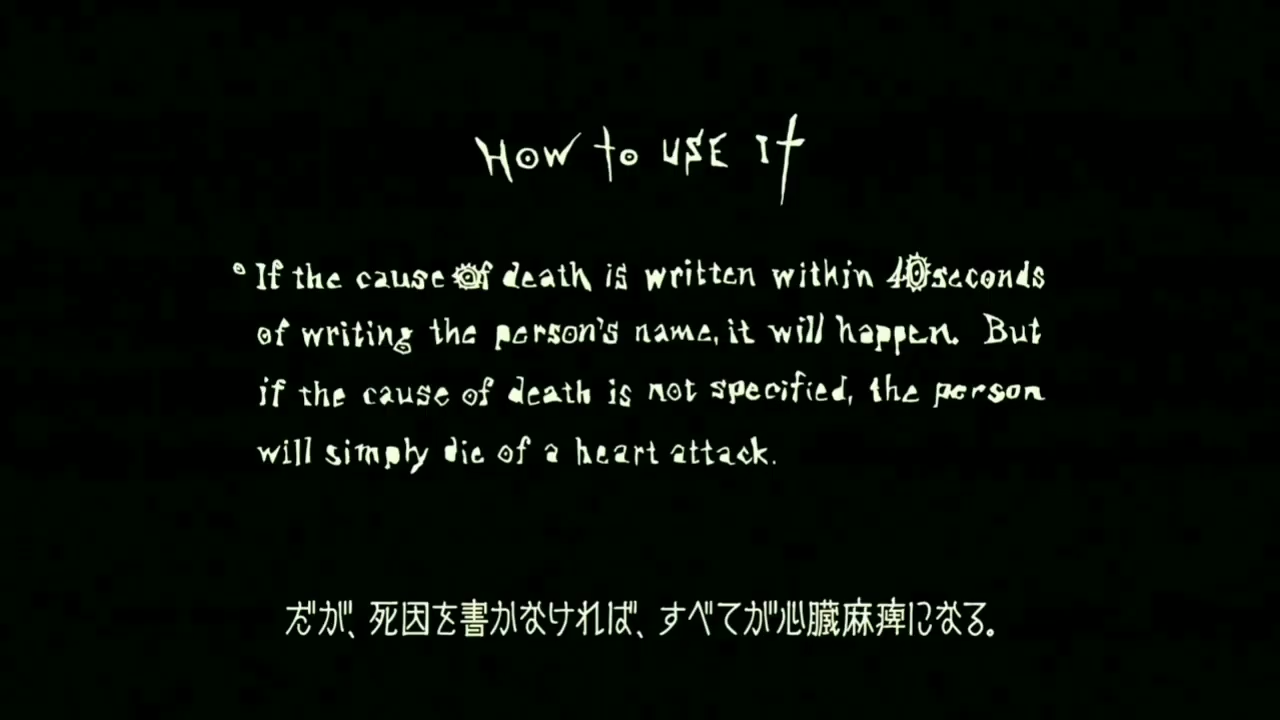 HOW to USE It
If the cause of death is written within 40 seconds
of writing the person's name, it will happen. But
if the cause of death is not specified, the person
will simply die of a heart attack.
だが、死因を書かなければ、すべてが心臓麻痺になる。